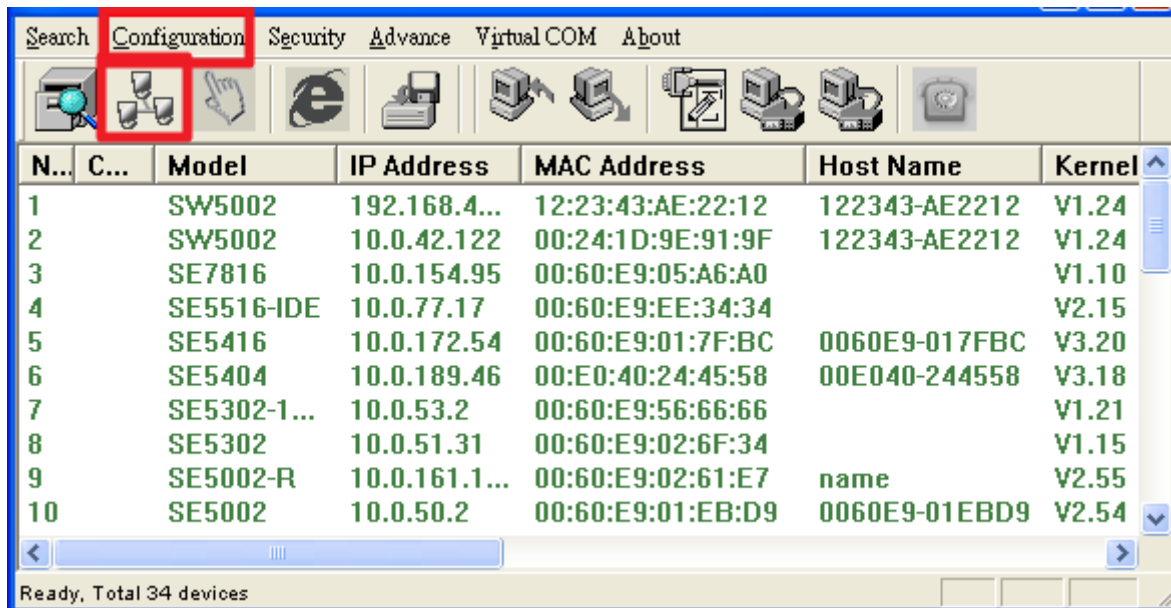 Search Configuration Security Advance Virtual COM About
N... C... Model IP Address MAC Address Host Name Kernel
1 SW5002 192.168.4... 12:23:43:AE:22:12 122343-AE2212 V1.24
2 SW5002 10.0.42.122 00:24:1D:9E:91:9F 122343-AE2212 V1.24
3 SE7816 10.0.154.95 00:60:E9:05:A6:A0 V1.10
4 SE5516-IDE 10.0.77.17 00:60:E9:EE:34:34 V2.15
5 SE5416 10.0.172.54 00:60:E9:01:7F:BC 0060E9-017FBC V3.20
6 SE5404 10.0.189.46 00:E0:40:24:45:58 00E040-244558 V3.18
7 SE5302-1... 10.0.53.2 00:60:E9:56:66:66 V1.21
8 SE5302 10.0.51.31 00:60:E9:02:6F:34 V1.15
9 SE5002-R 10.0.161.1... 00:60:E9:02:61:E7 name V2.55
10 SE5002 10.0.50.2 00:60:E9:01:EB:D9 0060E9-01EBD9 V2.54
Ready, Total 34 devices